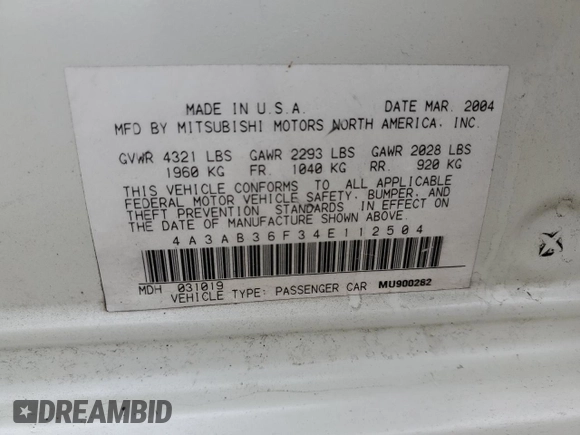 MADE IN U.S.A. DATE MAR. 2004
MFD BY MITSUBISHI MOTORS NORTH AMERICA, INC.
GVWR 4321 LBS GAWR 2293 LBS GAWR 2028 LBS
1960 KG FR. 1040 KG RR. 920 KG
THIS VEHICLE CONFORMS TO ALL APPLICABLE
FEDERAL MOTOR VEHICLE SAFETY, BUMPER, AND
THEFT PREVENTION STANDARDS IN EFFECT ON
THE DATE OF MANUFACTURE SHOWN ABOVE.
4A3AB36F34E112504
MDH 031019
VEHICLE TYPE: PASSENGER CAR MU900282
DREAMBID